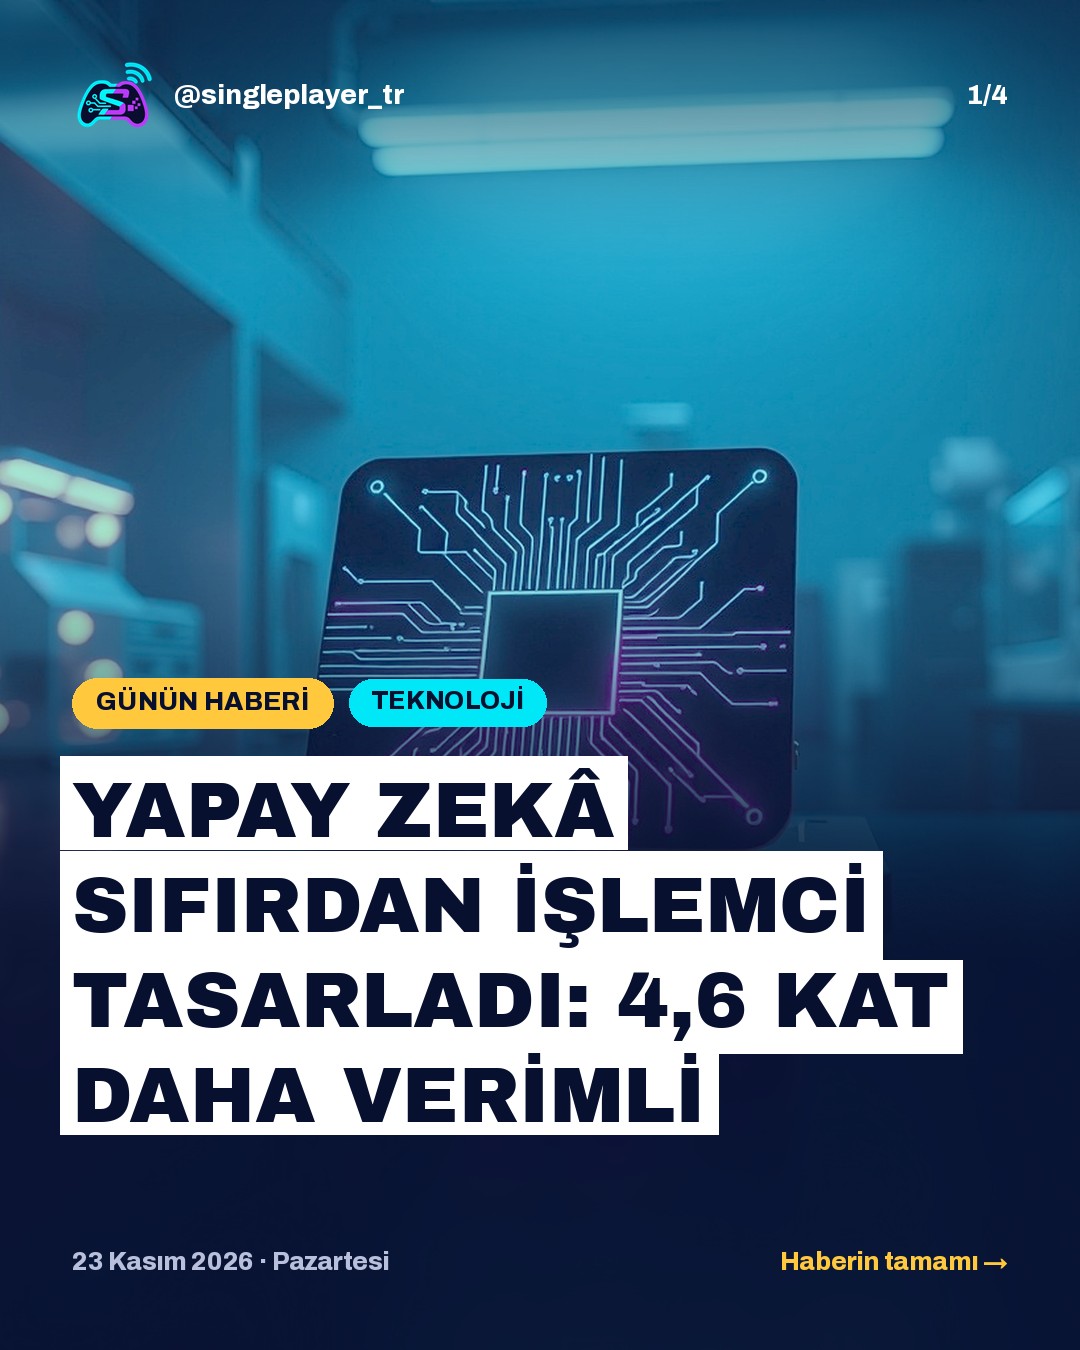 @singleplayer_tr
1/4
GÜNÜN HABERİ
TEKNOLOJİ
YAPAY ZEKÂ
SIFIRDAN İŞLEMCİ
TASARLADI: 4,6 KAT
DAHA VERİMLİ
23 Kasım 2026 · Pazartesi
Haberin tamamı →